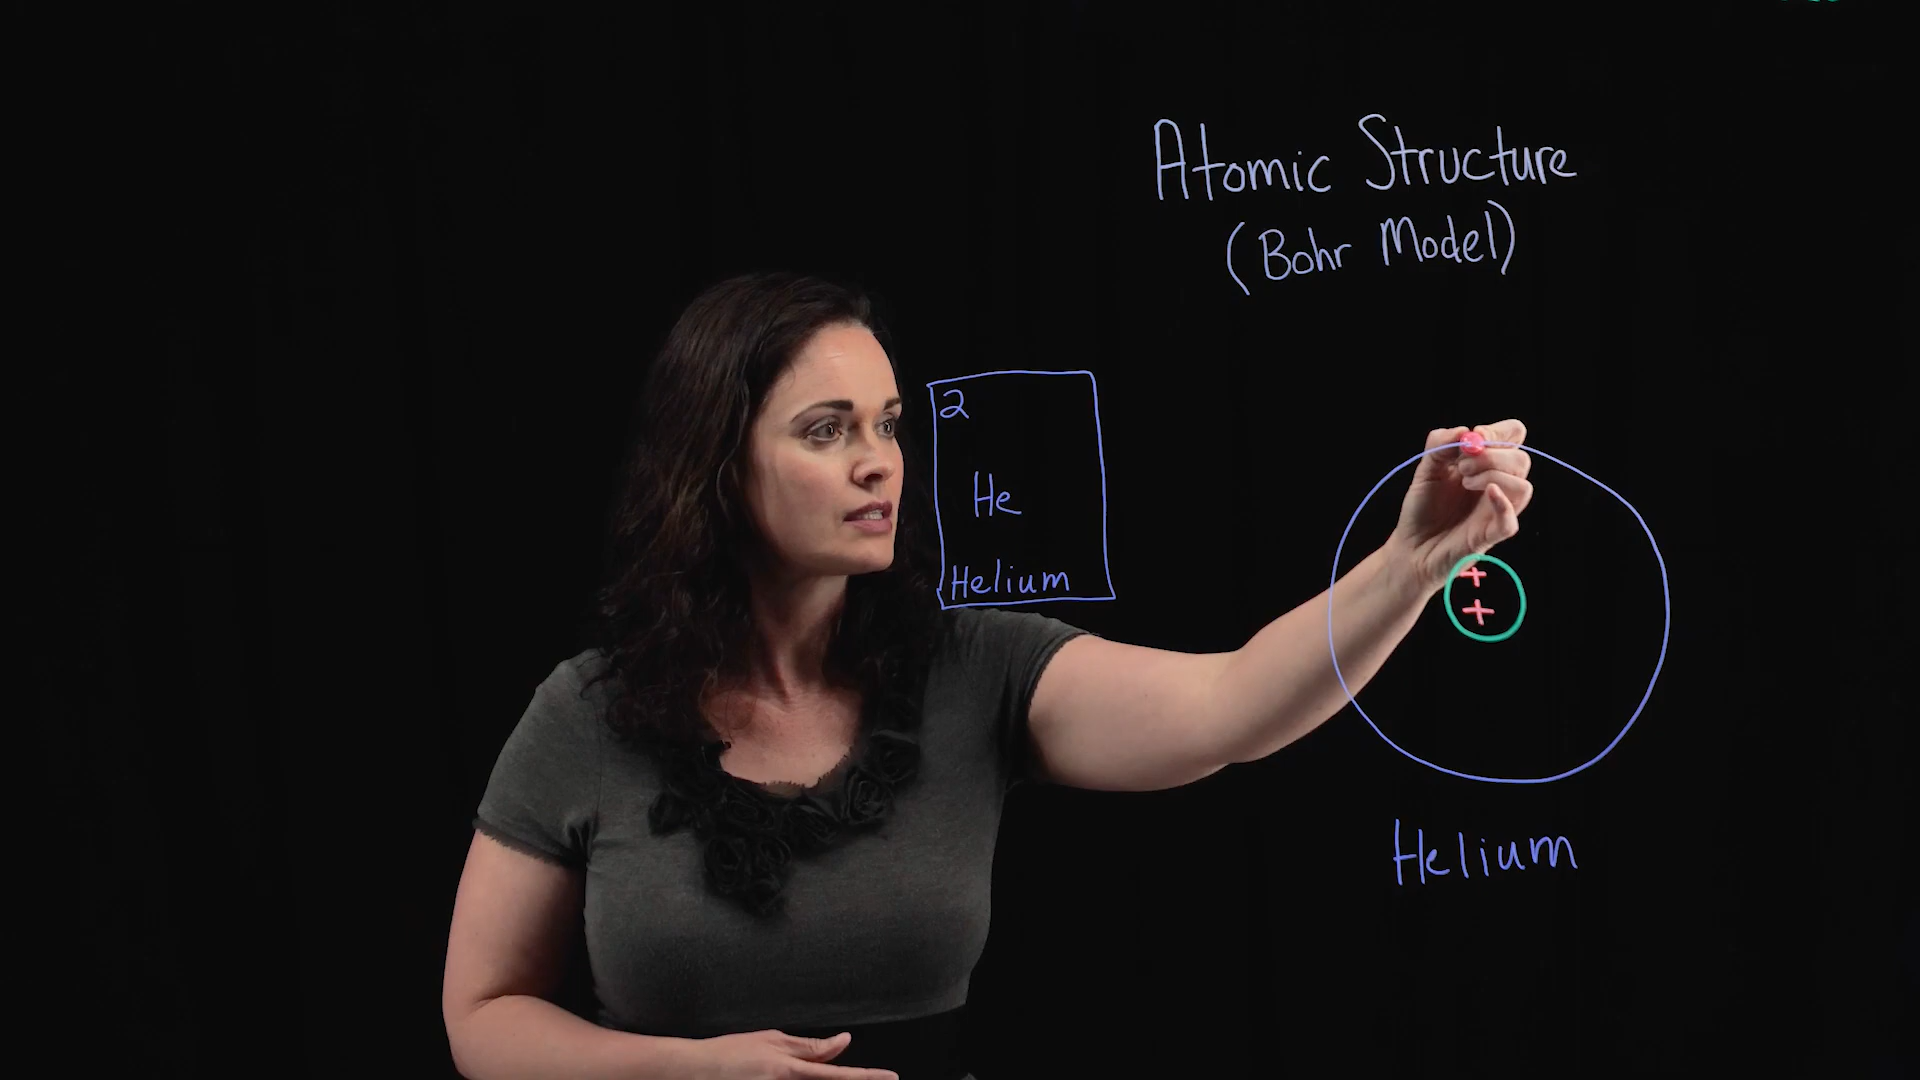 Atomic Structure
(Bohr Model)
2
He
Helium
+
+
Helium